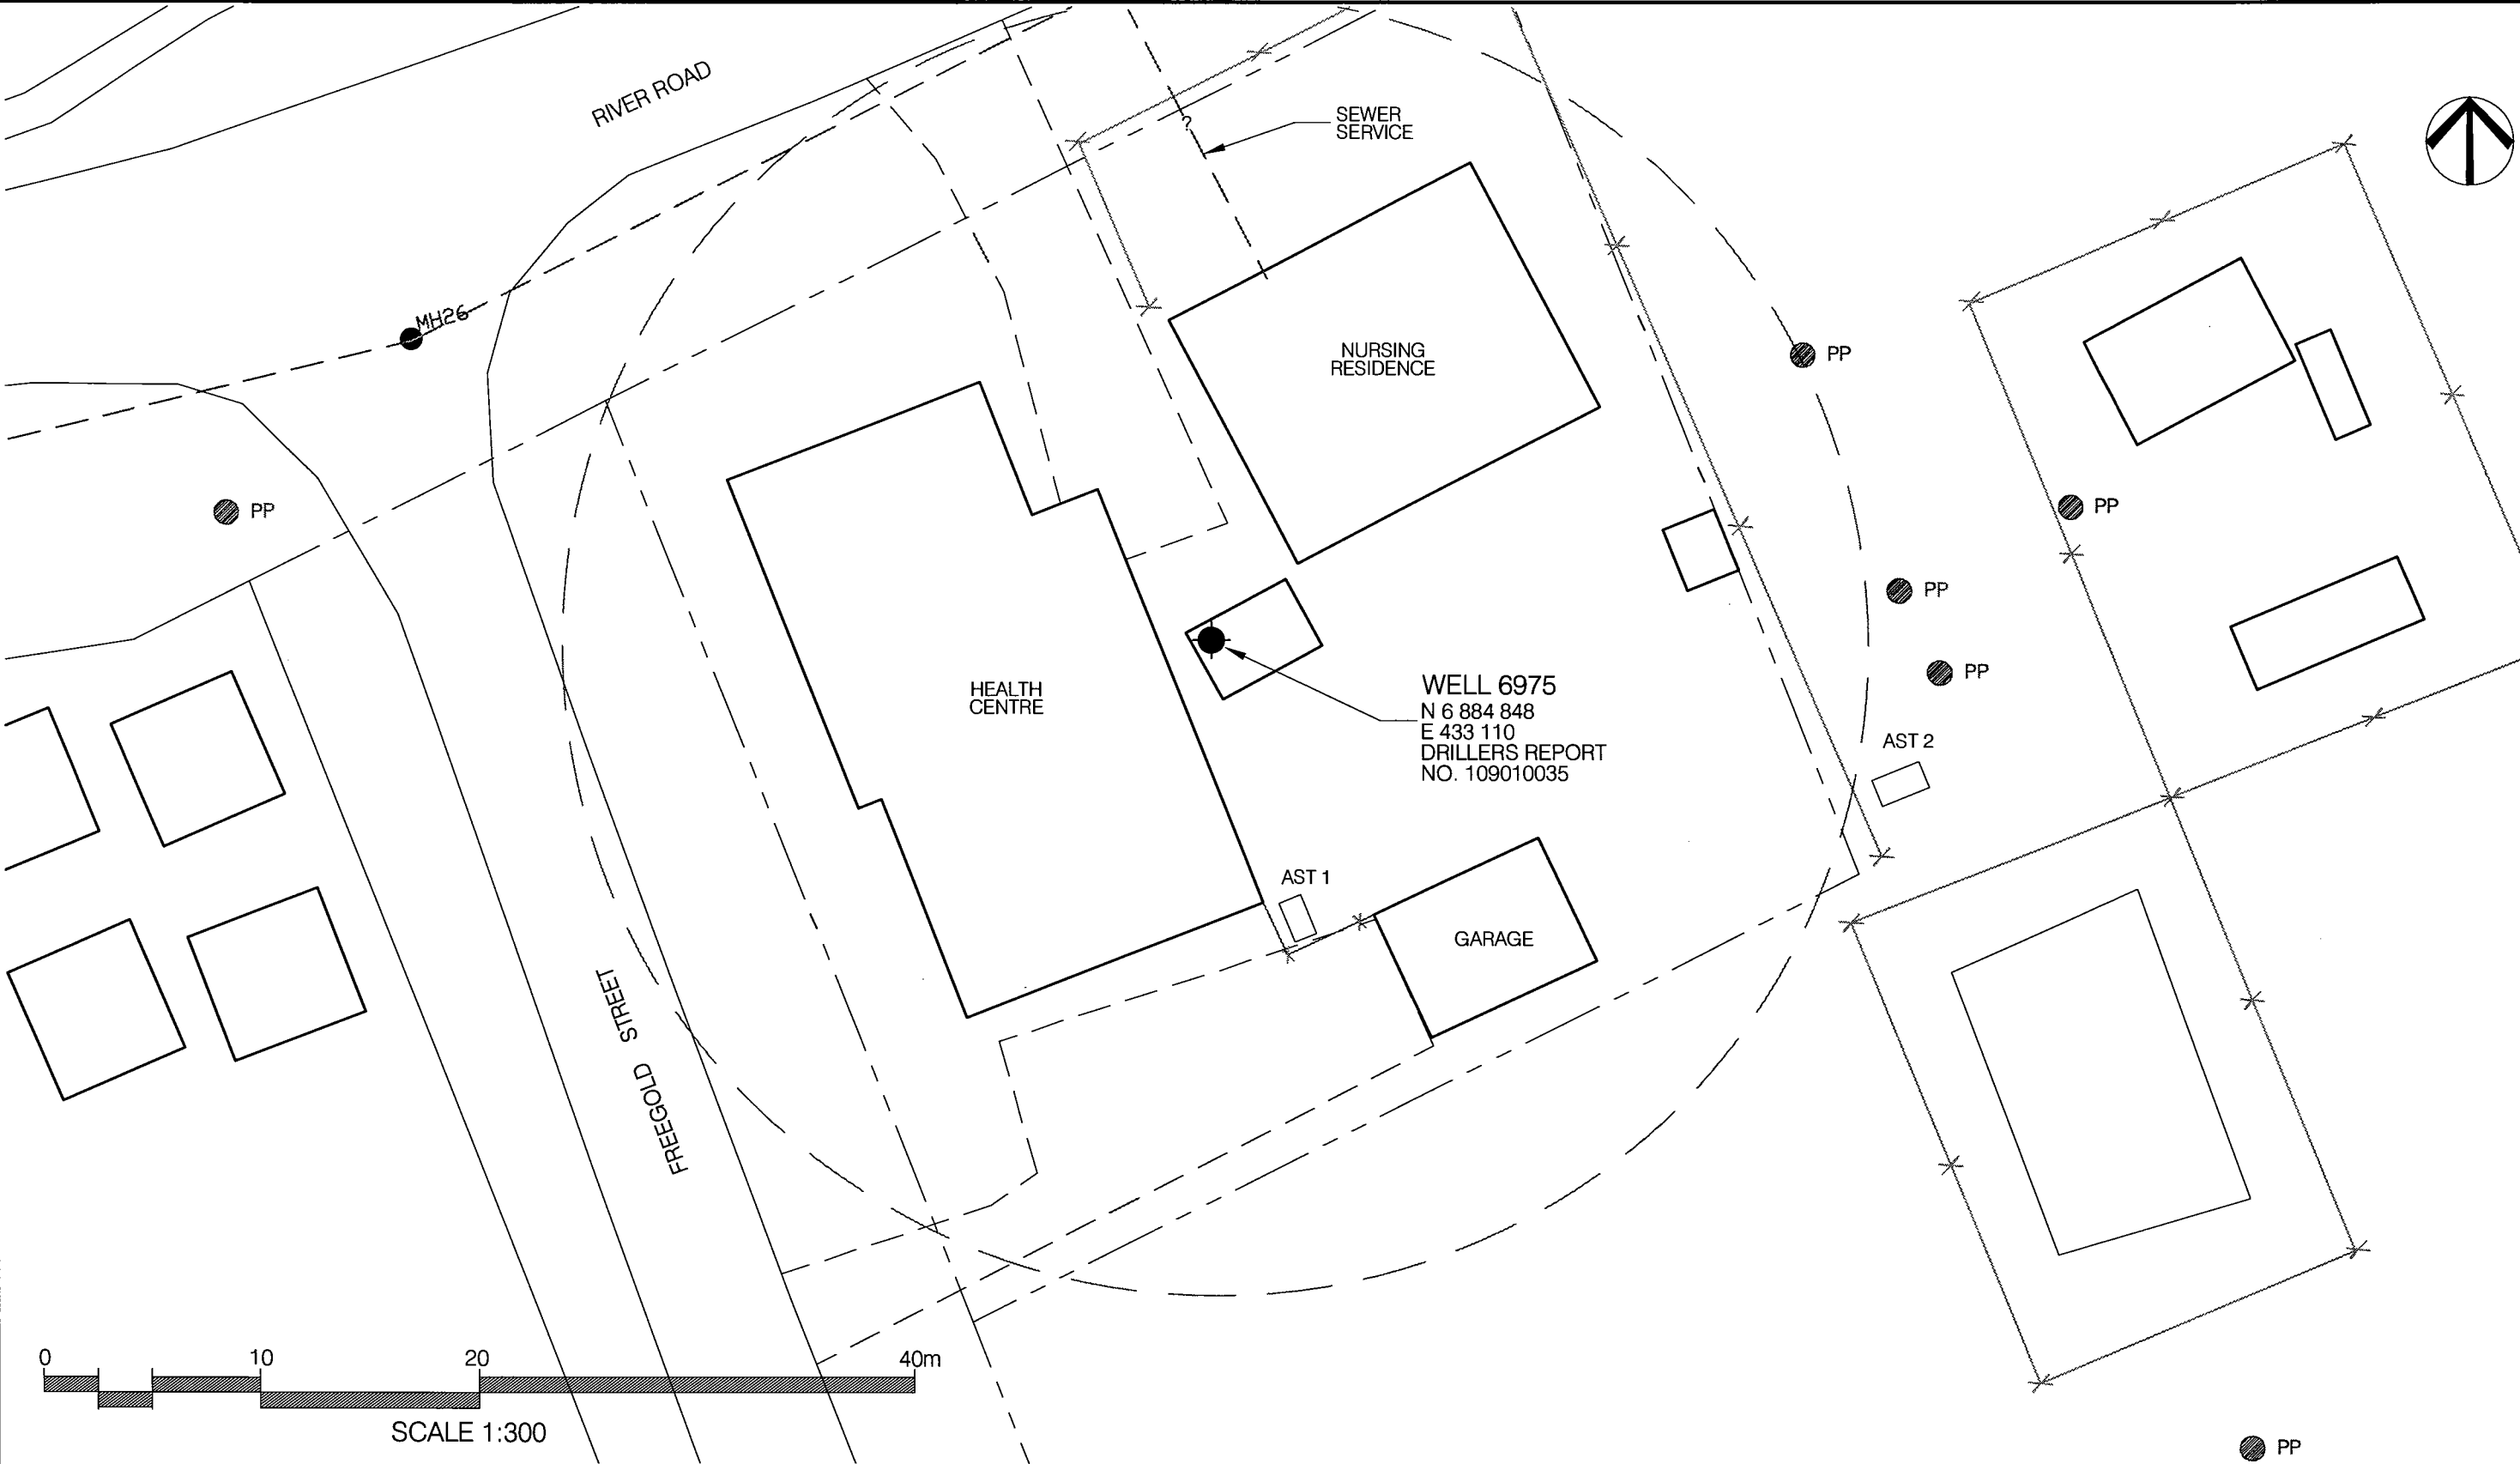 RIVER ROAD
SEWER
SERVICE
?
MH26
NURSING
RESIDENCE
PP
PP
PP
PP
PP
HEALTH
CENTRE
WELL 6975
N 6 884 848
E 433 110
DRILLERS REPORT
NO. 109010035
AST 2
AST 1
GARAGE
FREEGOLD STREET
0 10 20 40m
SCALE 1:300
PP